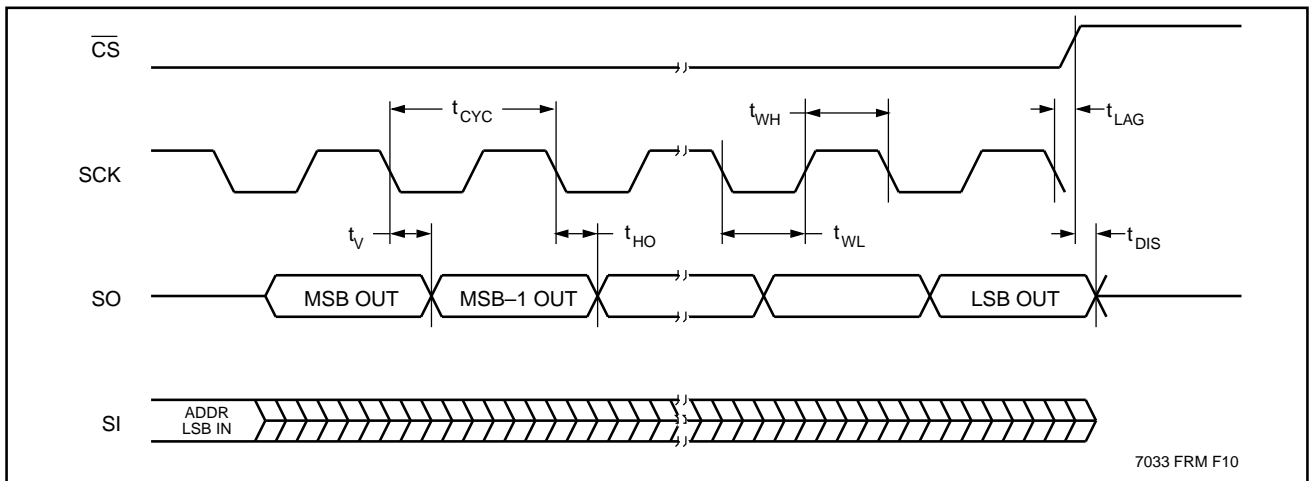 CS
tCYC
tWH
tLAG
SCK
tV
tHO
tWL
tDIS
SO
MSB OUT
MSB–1 OUT
LSB OUT
SI
ADDR
LSB IN
7033 FRM F10